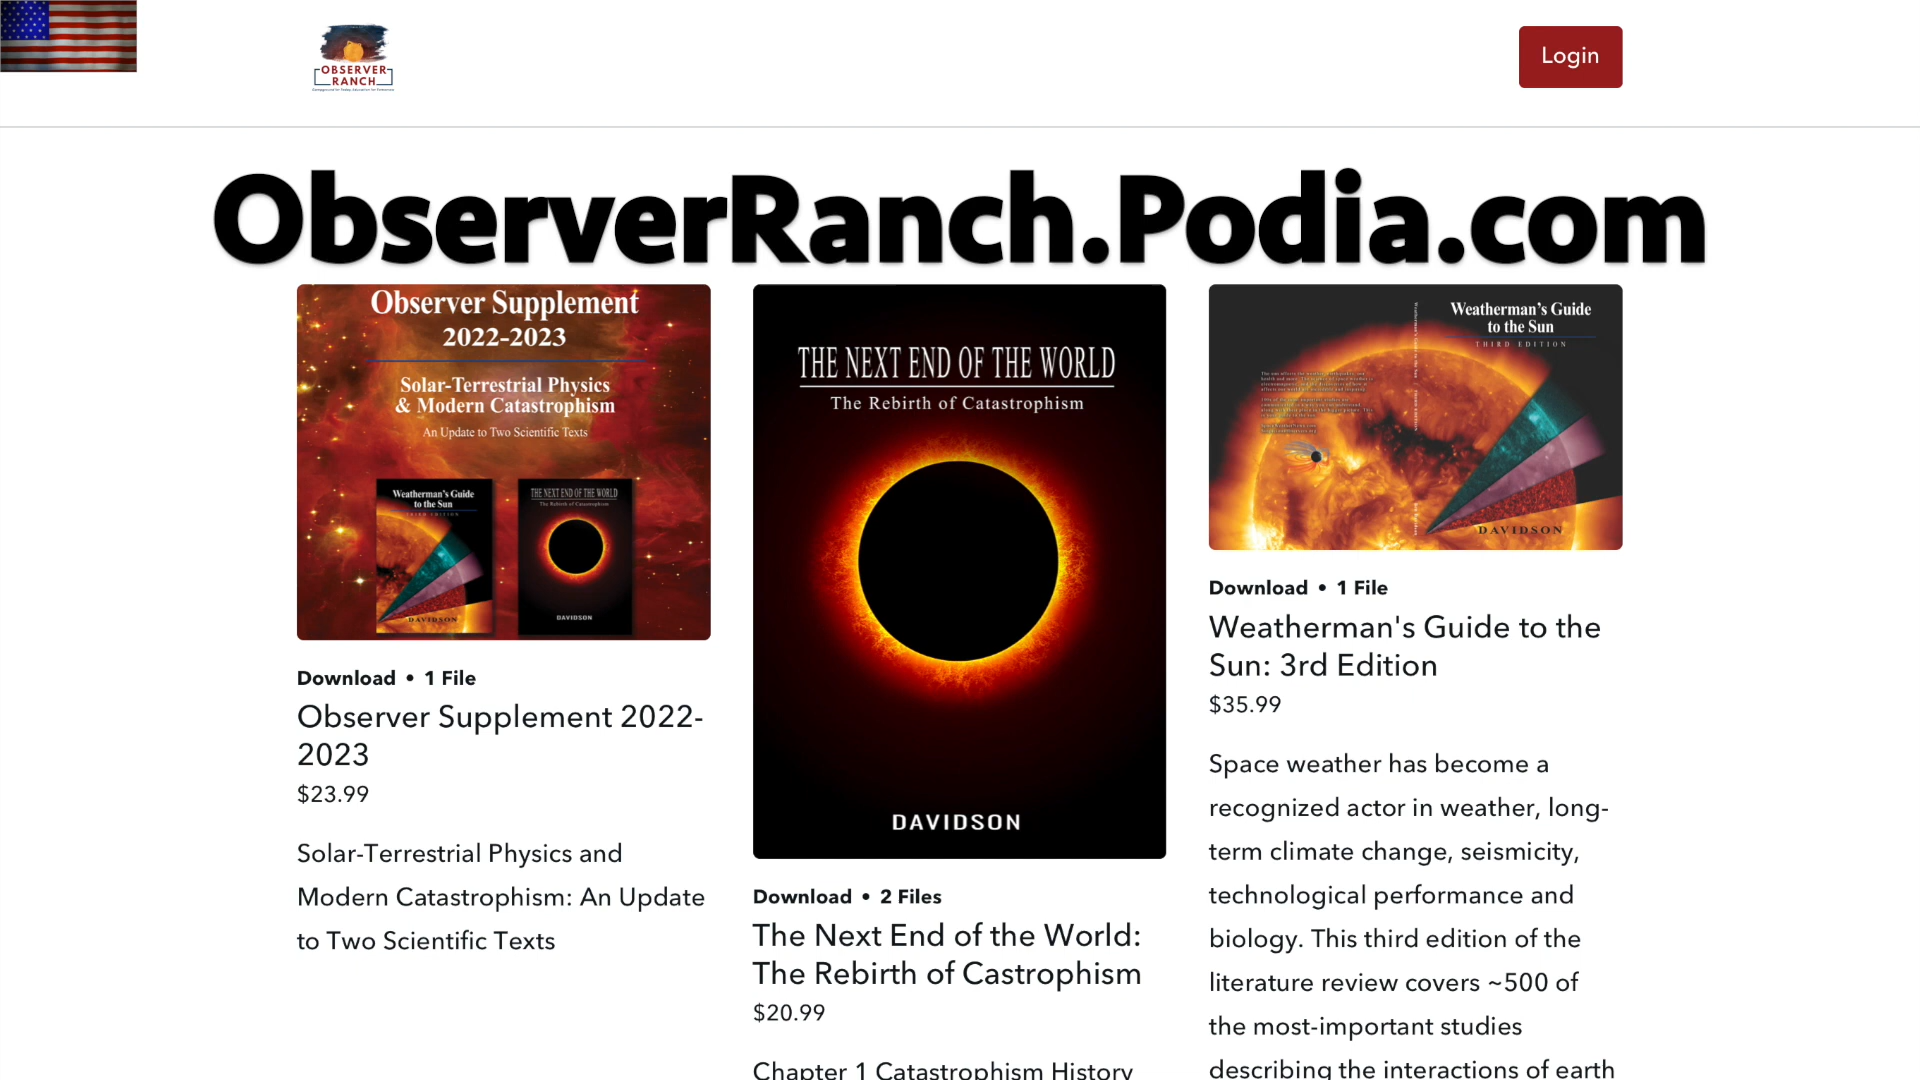 OBSERVER
RANCH
Login
ObserverRanch.Podia.com
Observer Supplement
2022-2023
Solar-Terrestrial Physics
& Modern Catastrophism
An Update to Two Scientific Texts
Weatherman's Guide
to the Sun
THIRD EDITION
DAVIDSON
THE NEXT END OF THE WORLD
The Rebirth of Catastrophism
DAVIDSON
Download • 1 File
Observer Supplement 2022-
2023
$23.99
Solar-Terrestrial Physics and
Modern Catastrophism: An Update
to Two Scientific Texts
THE NEXT END OF THE WORLD
The Rebirth of Catastrophism
DAVIDSON
Download • 2 Files
The Next End of the World:
The Rebirth of Castrophism
$20.99
Chapter 1 Catastrophism History
Weatherman's Guide
to the Sun
THIRD EDITION
DAVIDSON
Download • 1 File
Weatherman's Guide to the
Sun: 3rd Edition
$35.99
Space weather has become a
recognized actor in weather, long-
term climate change, seismicity,
technological performance and
biology. This third edition of the
literature review covers ~500 of
the most-important studies
describing the interactions of earth